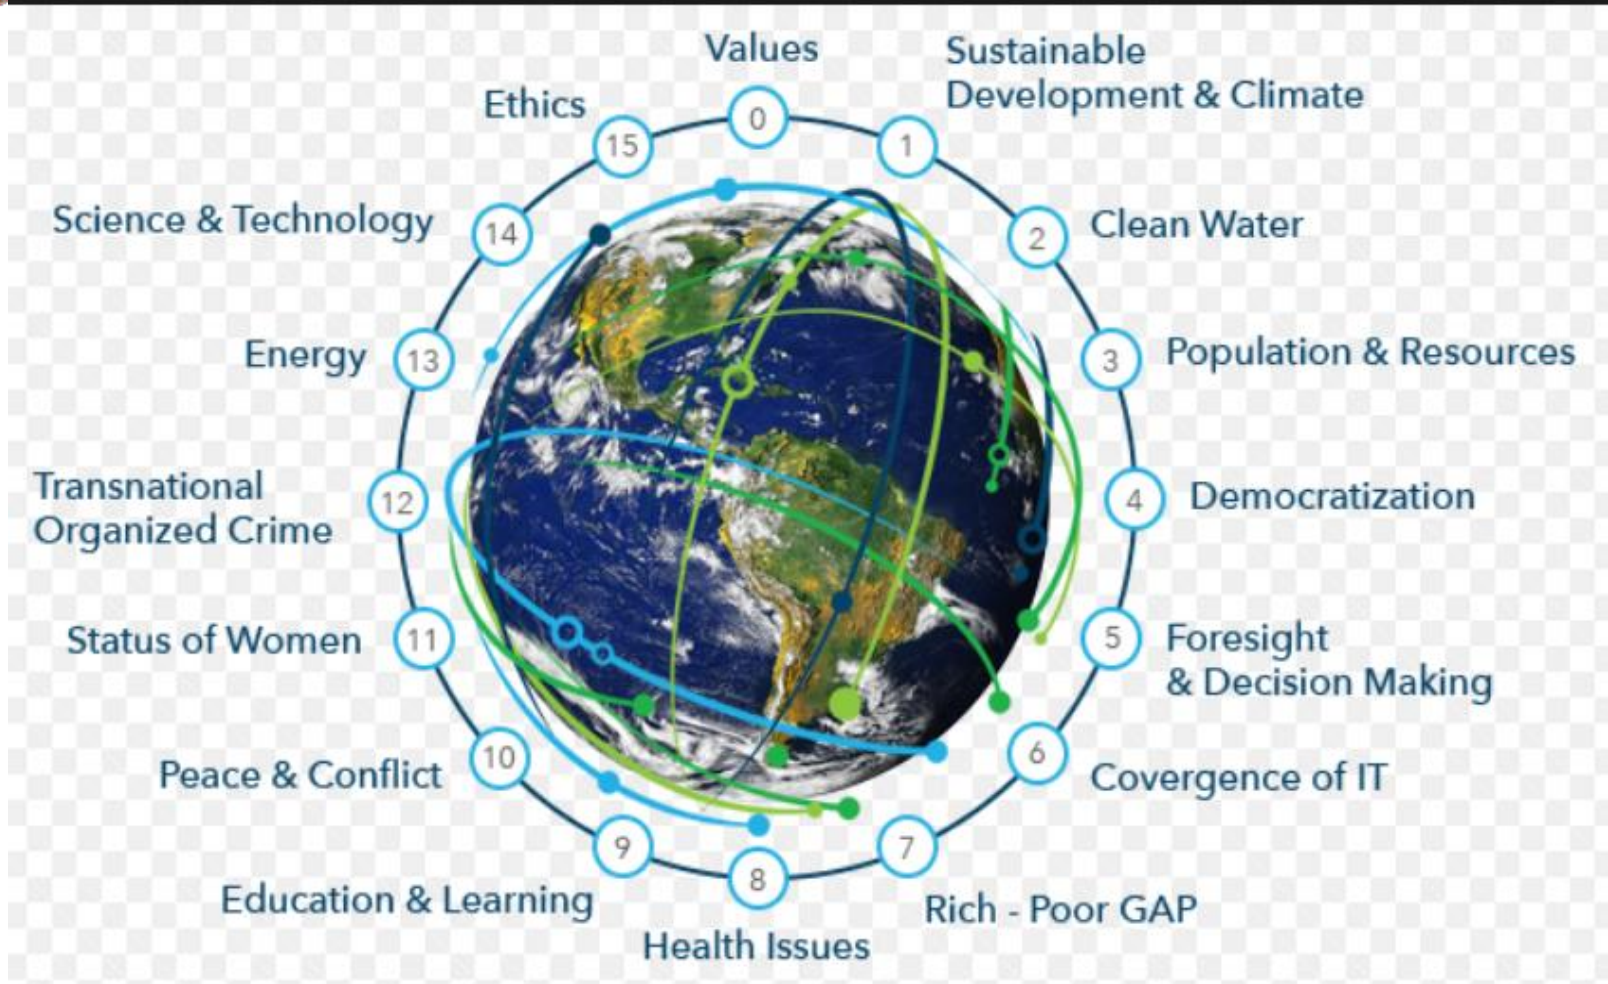 Values
0
Sustainable
Development & Climate
1
Clean Water
2
Population & Resources
3
Democratization
4
Foresight
& Decision Making
5
Covergence of IT
6
Rich - Poor GAP
7
Health Issues
8
Education & Learning
9
Peace & Conflict
10
Status of Women
11
Transnational
Organized Crime
12
Energy
13
Science & Technology
14
Ethics
15